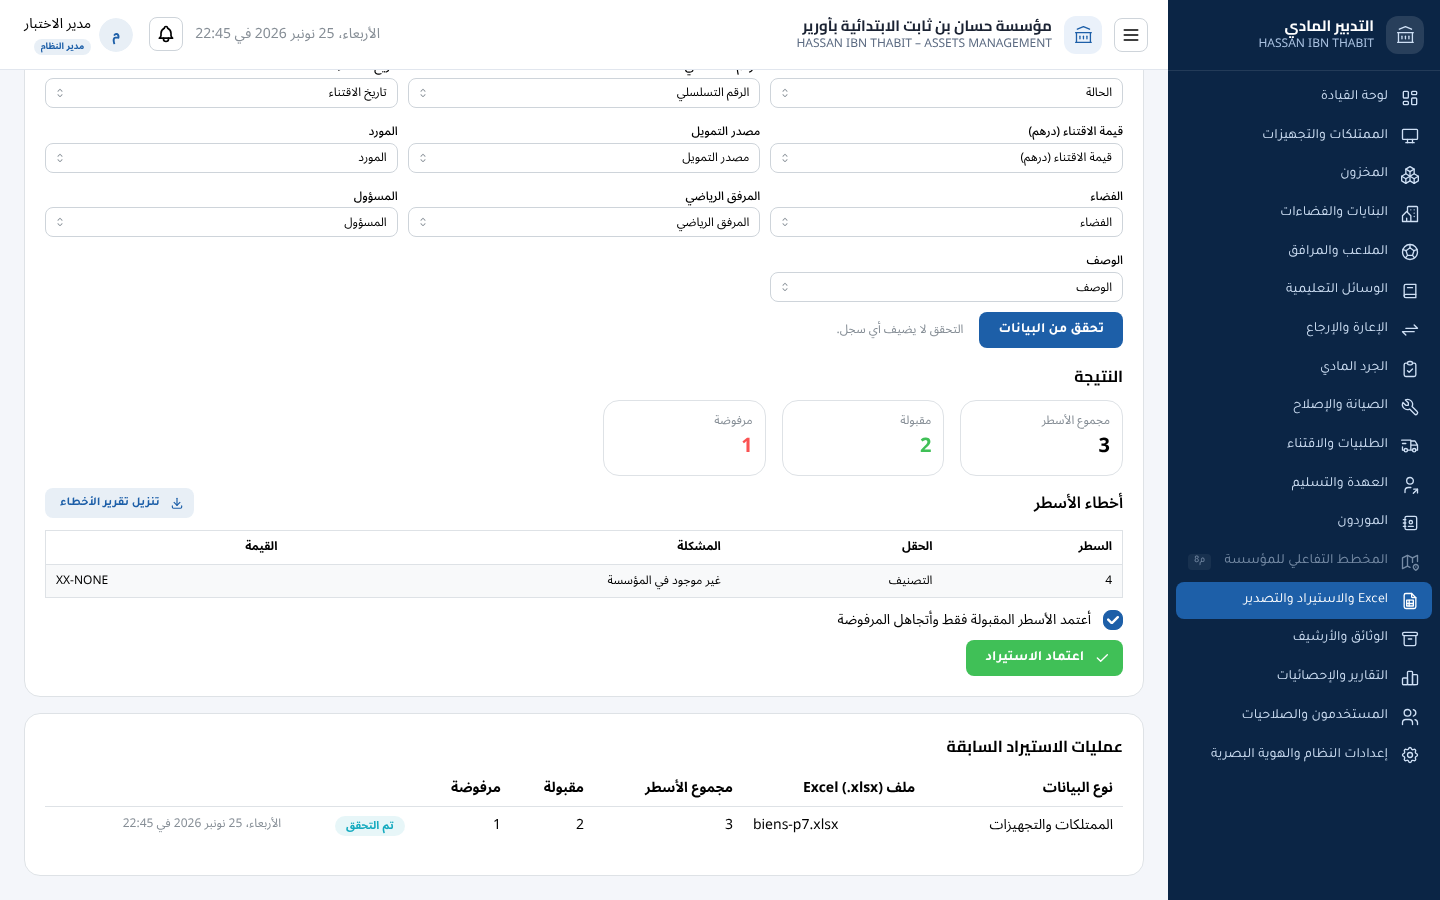 التدبير المادي
HASSAN IBN THABIT
لوحة القيادة
الممتلكات والتجهيزات
المخزون
البنايات والفضاءات
الملاعب والمرافق
الوسائل التعليمية
الإعارة والإرجاع
الجرد المادي
الصيانة والإصلاح
الطلبيات والاقتناء
العهدة والتسليم
الموردون
المخطط التفاعلي للمؤسسة م8
Excel والاستيراد والتصدير
الوثائق والأرشيف
التقارير والإحصائيات
المستخدمون والصلاحيات
إعدادات النظام والهوية البصرية
مؤسسة حسان بن ثابت الابتدائية بأورير
HASSAN IBN THABIT – ASSETS MANAGEMENT
الأربعاء، 25 نونبر 2026 في 22:45
م
مدير الاختبار
مدير النظام
الحالة الرقم التسلسلي تاريخ الاقتناء
قيمة الاقتناء (درهم) مصدر التمويل المورد
قيمة الاقتناء (درهم) مصدر التمويل المورد
الفضاء المرفق الرياضي المسؤول
الفضاء المرفق الرياضي المسؤول
الوصف
الوصف
تحقق من البيانات التحقق لا يضيف أي سجل.
النتيجة
مجموع الأسطر مقبولة مرفوضة
3 2 1
أخطاء الأسطر تنزيل تقرير الأخطاء
السطر الحقل المشكلة القيمة
4 التصنيف غير موجود في المؤسسة XX-NONE
أعتمد الأسطر المقبولة فقط وأتجاهل المرفوضة
اعتماد الاستيراد
عمليات الاستيراد السابقة
نوع البيانات ملف Excel (.xlsx) مجموع الأسطر مقبولة مرفوضة
الممتلكات والتجهيزات biens-p7.xlsx 3 2 1 تم التحقق الأربعاء، 25 نونبر 2026 في 22:45